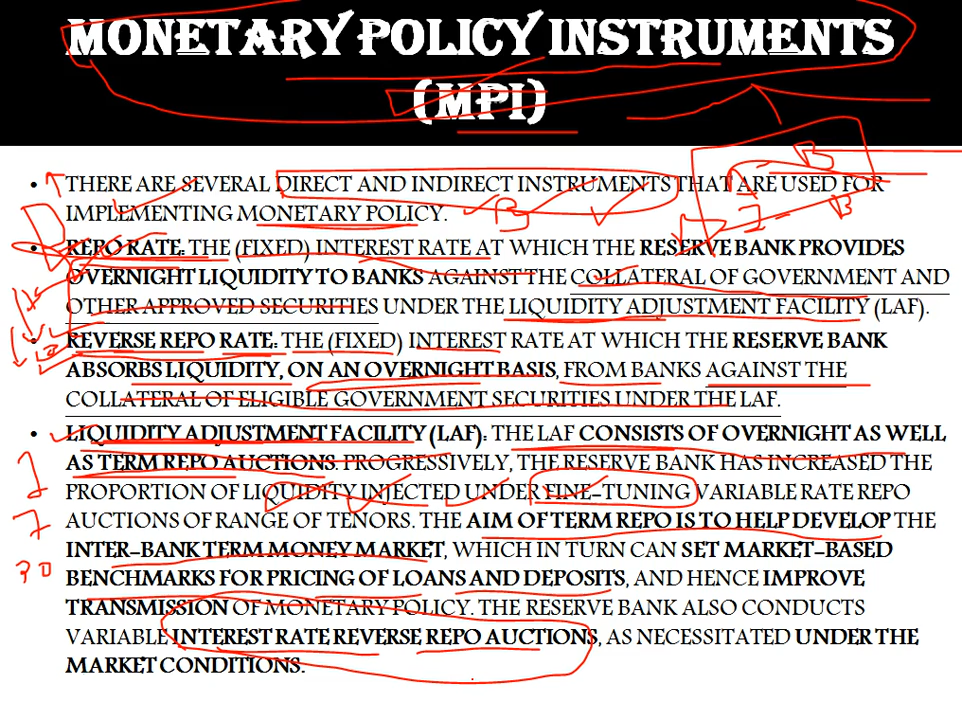 MONETARY POLICY INSTRUMENTS
(MPI)
• THERE ARE SEVERAL DIRECT AND INDIRECT INSTRUMENTS THAT ARE USED FOR
IMPLEMENTING MONETARY POLICY.
• REPO RATE: THE (FIXED) INTEREST RATE AT WHICH THE RESERVE BANK PROVIDES
OVERNIGHT LIQUIDITY TO BANKS AGAINST THE COLLATERAL OF GOVERNMENT AND
OTHER APPROVED SECURITIES UNDER THE LIQUIDITY ADJUSTMENT FACILITY (LAF).
• REVERSE REPO RATE: THE (FIXED) INTEREST RATE AT WHICH THE RESERVE BANK
ABSORBS LIQUIDITY, ON AN OVERNIGHT BASIS, FROM BANKS AGAINST THE
COLLATERAL OF ELIGIBLE GOVERNMENT SECURITIES UNDER THE LAF.
• LIQUIDITY ADJUSTMENT FACILITY (LAF): THE LAF CONSISTS OF OVERNIGHT AS WELL
AS TERM REPO AUCTIONS. PROGRESSIVELY, THE RESERVE BANK HAS INCREASED THE
PROPORTION OF LIQUIDITY INJECTED UNDER FINE-TUNING VARIABLE RATE REPO
AUCTIONS OF RANGE OF TENORS. THE AIM OF TERM REPO IS TO HELP DEVELOP THE
7
INTER-BANK TERM MONEY MARKET, WHICH IN TURN CAN SET MARKET-BASED
30
BENCHMARKS FOR PRICING OF LOANS AND DEPOSITS, AND HENCE IMPROVE
TRANSMISSION OF MONETARY POLICY. THE RESERVE BANK ALSO CONDUCTS
VARIABLE INTEREST RATE REVERSE REPO AUCTIONS, AS NECESSITATED UNDER THE
MARKET CONDITIONS.